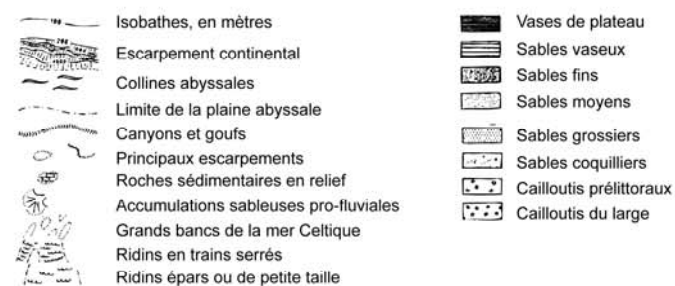 Isobathes, en mètres
Escarpement continental
Collines abyssales
Limite de la plaine abyssale
Canyons et goufs
Principaux escarpements
Roches sédimentaires en relief
Accumulations sableuses pro-fluviales
Grands bancs de la mer Celtique
Ridins en trains serrés
Ridins épars ou de petite taille
Vases de plateau
Sables vaseux
Sables fins
Sables moyens
Sables grossiers
Sables coquilliers
Cailloutis prélittoraux
Cailloutis du large